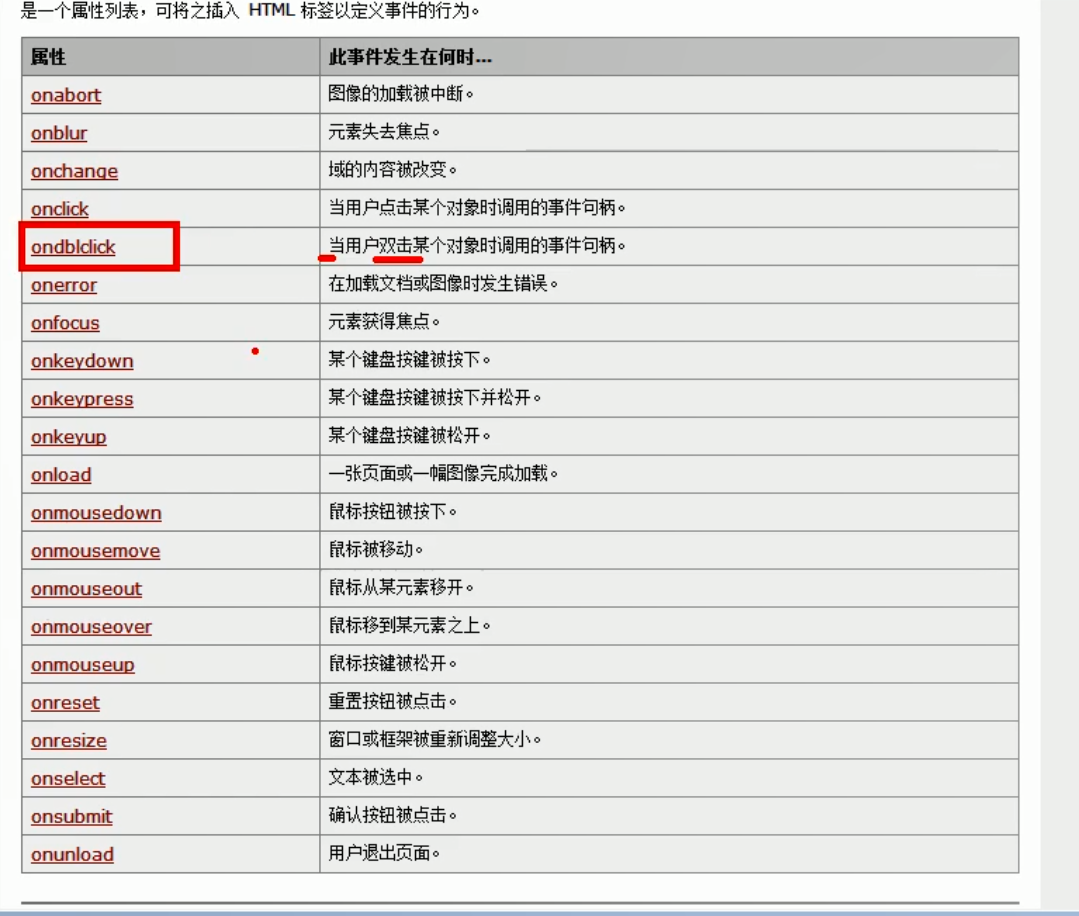 是一个属性列表，可将之插入 HTML 标签以定义事件的行为。
属性 此事件发生在何时...
onabort 图像的加载被中断。
onblur 元素失去焦点。
onchange 域的内容被改变。
onclick 当用户点击某个对象时调用的事件句柄。
ondblclick 当用户双击某个对象时调用的事件句柄。
onerror 在加载文档或图像时发生错误。
onfocus 元素获得焦点。
onkeydown 某个键盘按键被按下。
onkeypress 某个键盘按键被按下并松开。
onkeyup 某个键盘按键被松开。
onload 一张页面或一幅图像完成加载。
onmousedown 鼠标按钮被按下。
onmousemove 鼠标被移动。
onmouseout 鼠标从某元素移开。
onmouseover 鼠标移到某元素之上。
onmouseup 鼠标按键被松开。
onreset 重置按钮被点击。
onresize 窗口或框架被重新调整大小。
onselect 文本被选中。
onsubmit 确认按钮被点击。
onunload 用户退出页面。